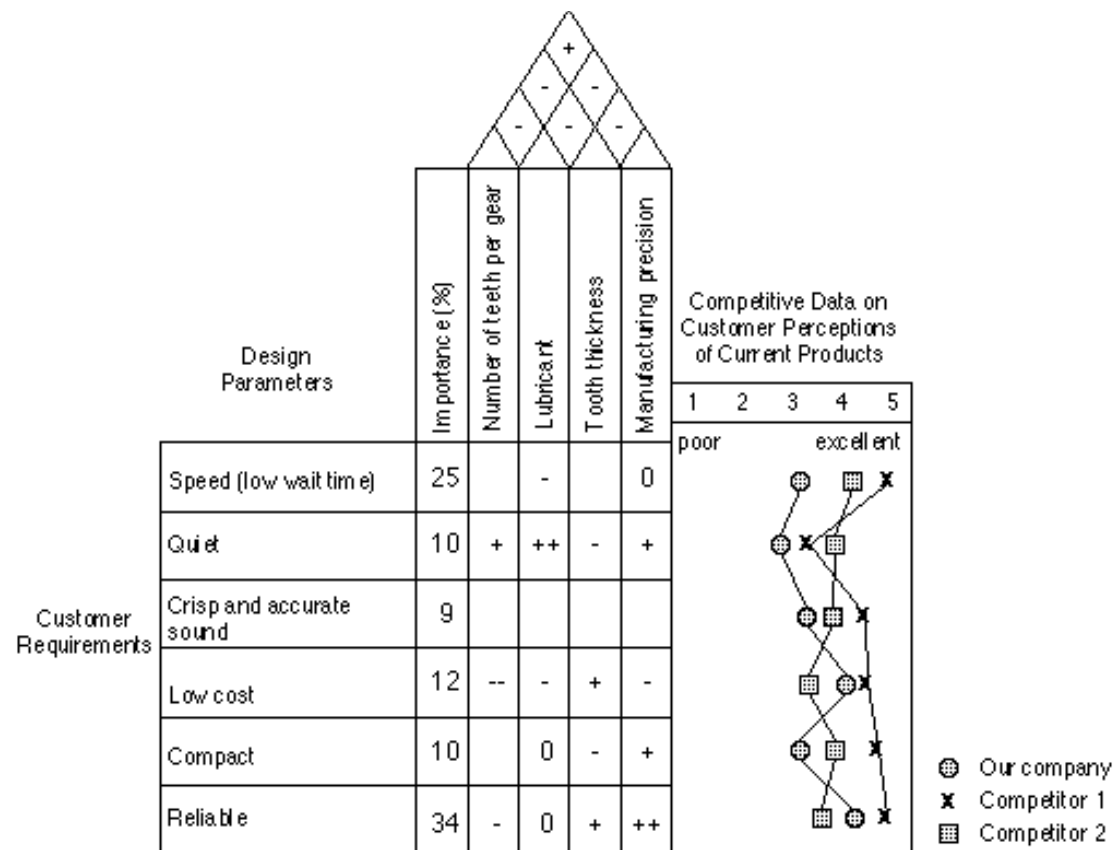 +
- -
- - -
Importance (%)
Number of teeth per gear
Lubricant
Tooth thickness
Manufacturing precision
Design
Parameters
Competitive Data on
Customer Perceptions
of Current Products
1 2 3 4 5
poor excellent
Speed (low wait time) 25 - 0
Quiet 10 + ++ - +
Crisp and accurate
sound
9
Low cost 12 -- - + -
Compact 10 0 - +
Reliable 34 - 0 + ++
Customer
Requirements
Our company
Competitor 1
Competitor 2